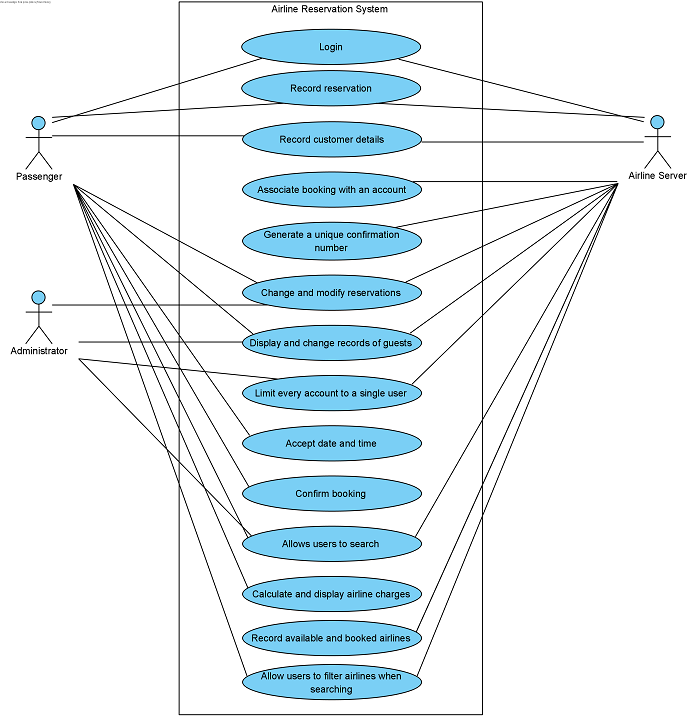 Airline Reservation System
Login
Record reservation
Record customer details
Passenger
Airline Server
Associate booking with an account
Generate a unique confirmation
number
Change and modify reservations
Administrator
Display and change records of guests
Limit every account to a single user
Accept date and time
Confirm booking
Allows users to search
Calculate and display airline charges
Record available and booked airlines
Allow users to filter airlines when
searching